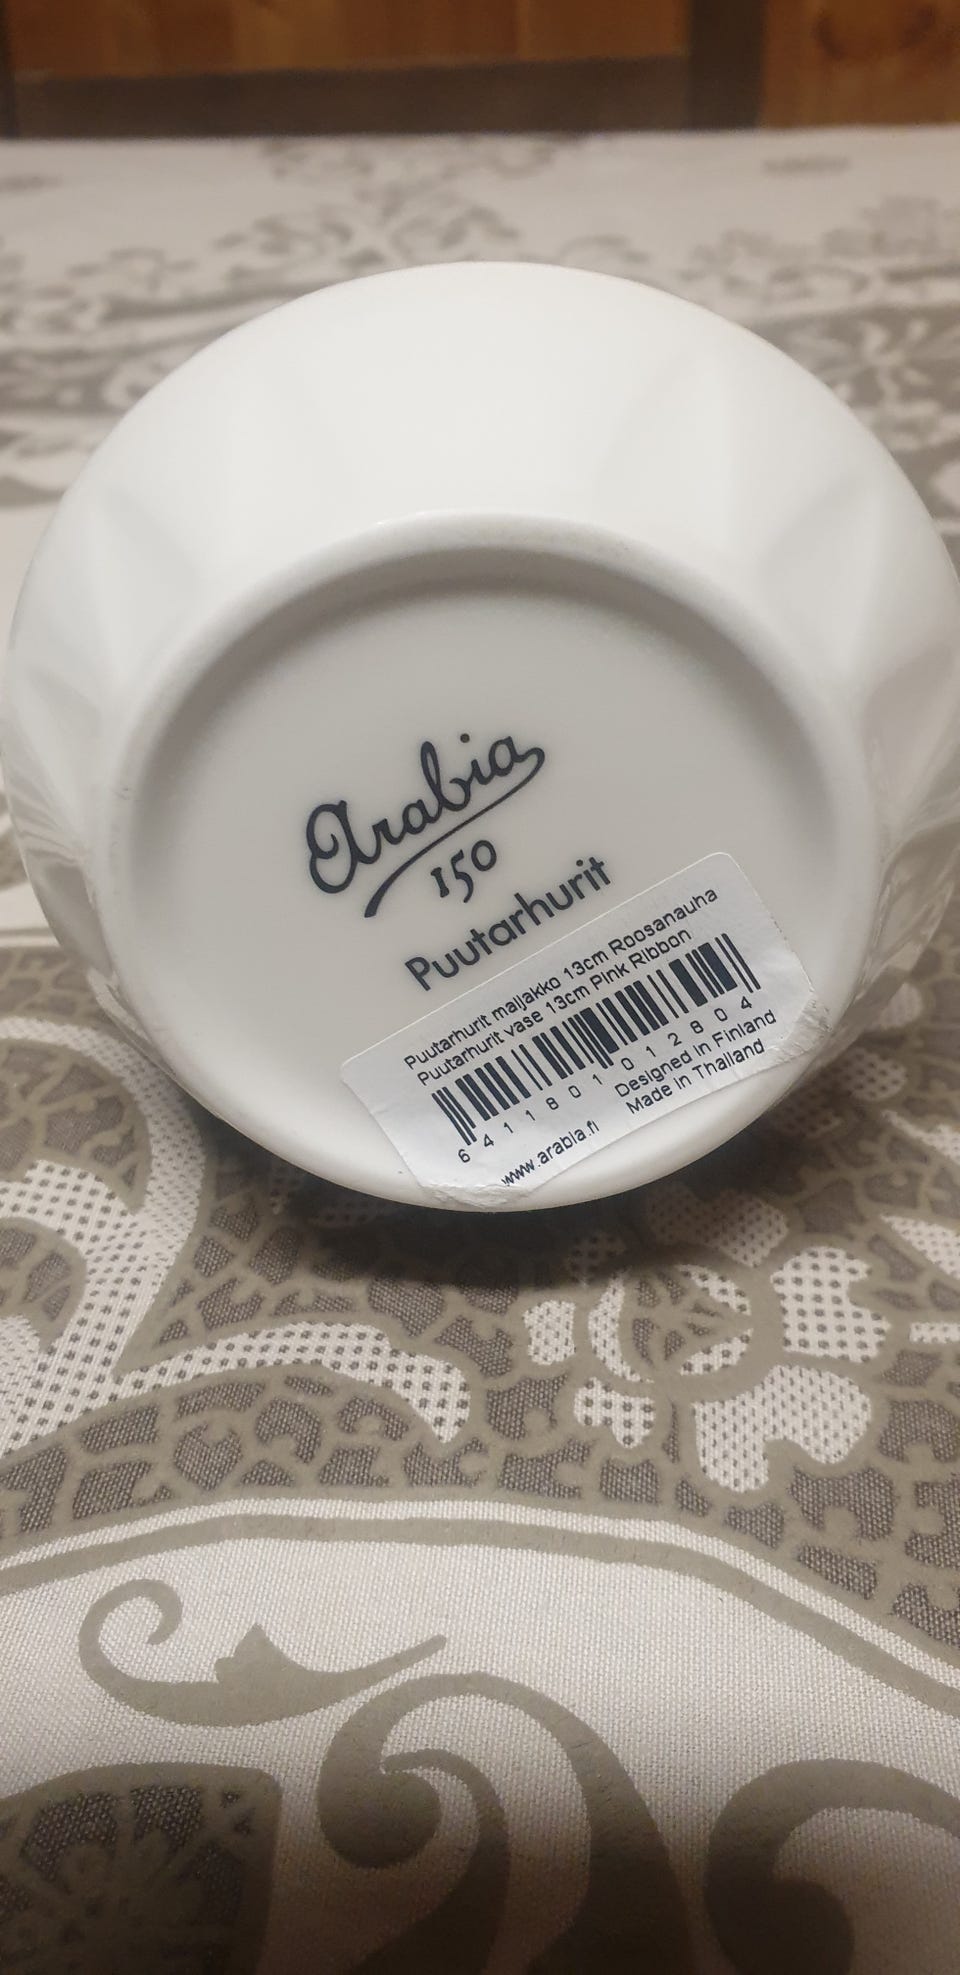 Arabia
150
Puutarhurit
Puutarhurit maljakko 13cm Roosanauha
Puutarhurit vase 13cm Pink Ribbon
6 411801 012804
Designed in Finland
www.arabia.fi Made in Thailand